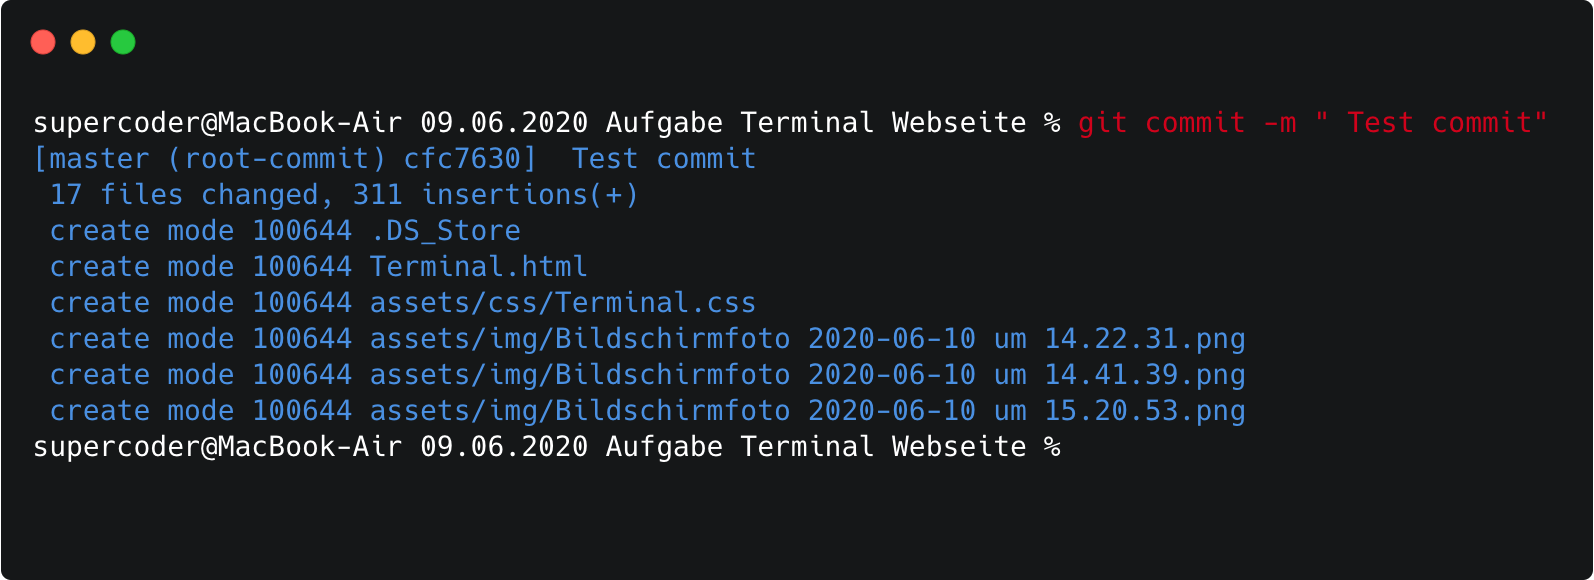 supercoder@MacBook-Air 09.06.2020 Aufgabe Terminal Webseite % git commit -m " Test commit"
[master (root-commit) cfc7630]  Test commit
 17 files changed, 311 insertions(+)
 create mode 100644 .DS_Store
 create mode 100644 Terminal.html
 create mode 100644 assets/css/Terminal.css
 create mode 100644 assets/img/Bildschirmfoto 2020-06-10 um 14.22.31.png
 create mode 100644 assets/img/Bildschirmfoto 2020-06-10 um 14.41.39.png
 create mode 100644 assets/img/Bildschirmfoto 2020-06-10 um 15.20.53.png
supercoder@MacBook-Air 09.06.2020 Aufgabe Terminal Webseite %